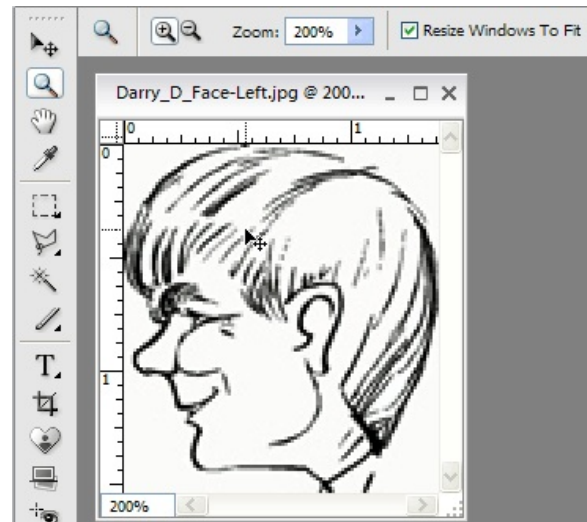 Zoom: 200% Resize Windows To Fit
Darry_D_Face-Left.jpg @ 200...
0 1
0
1
T
200%